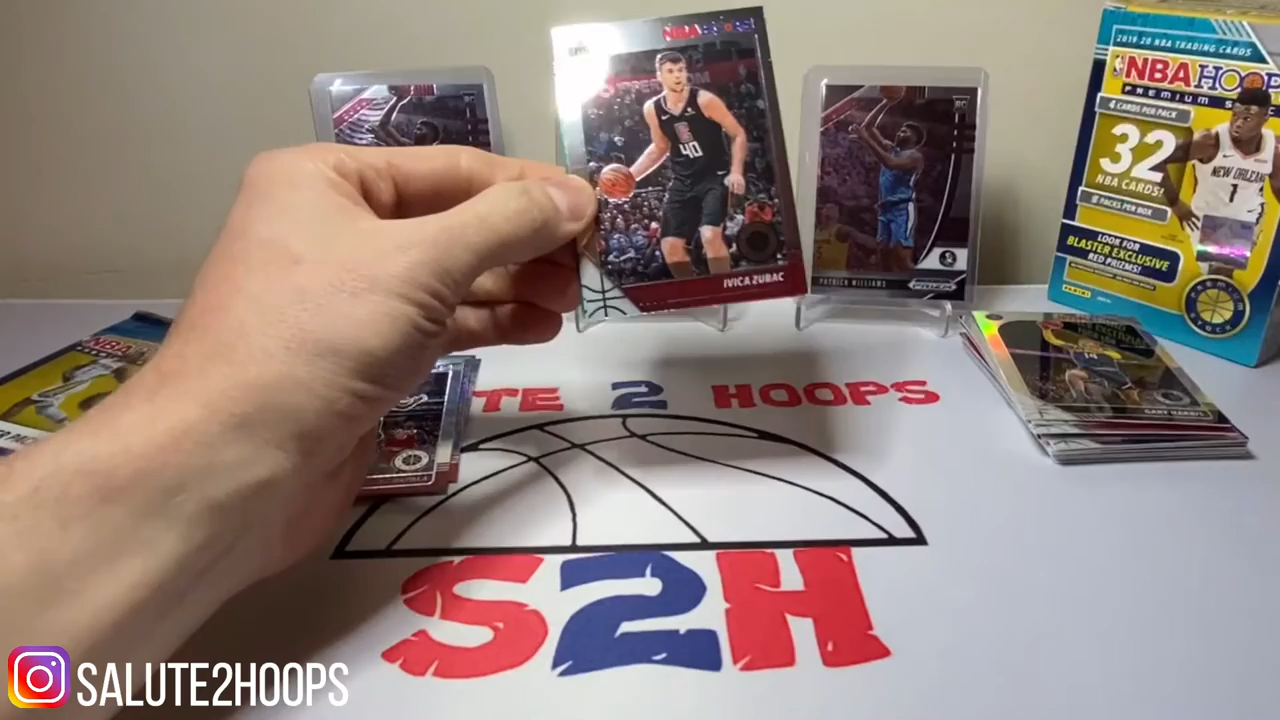 NBA HOOPS
40
IVICA ZUBAC
RC
RC
PATRICK WILLIAMS
PRIZM
2019-20 NBA TRADING CARDS
NBA HOOPS
PREMIUM
4 CARDS PER PACK
32
NBA CARDS!
8 PACKS PER BOX
LOOK FOR
BLASTER EXCLUSIVE
RED PRIZMS!
PANINI
NEW ORLEANS
1
PREMIUM
STOCK
GARY HARRIS
14
NBA
TE 2 HOOPS
S2H
SALUTE2HOOPS